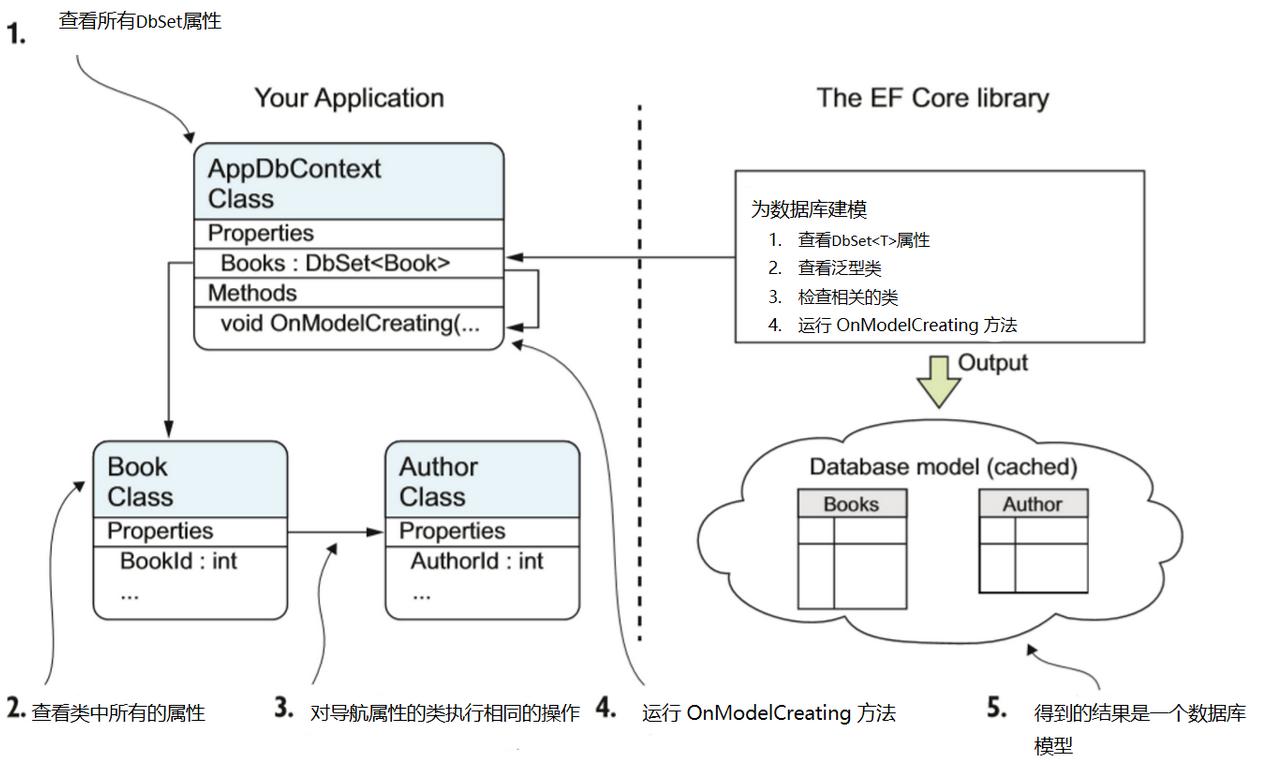 1. 查看所有DbSet属性
Your Application
The EF Core library
AppDbContext
Class
Properties
Books : DbSet<Book>
Methods
void OnModelCreating(...
为数据库建模
1. 查看DbSet<T>属性
2. 查看泛型类
3. 检查相关的类
4. 运行 OnModelCreating 方法
Output
Book
Class
Properties
BookId : int
...
Author
Class
Properties
AuthorId : int
...
Database model (cached)
Books
Author
2. 查看类中所有的属性
3. 对导航属性的类执行相同的操作
4. 运行 OnModelCreating 方法
5. 得到的结果是一个数据库
模型